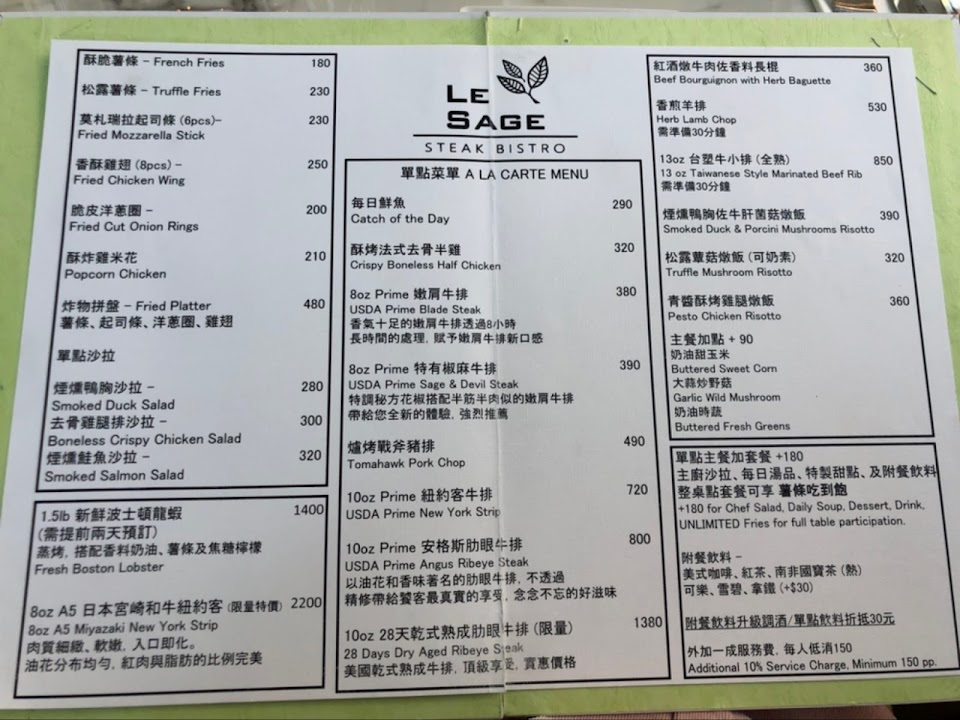 酥脆薯條 - French Fries 180
松露薯條 - Truffle Fries 230
莫札瑞拉起司條 (6pcs)- 230
Fried Mozzarella Stick
香酥雞翅 (8pcs) - 250
Fried Chicken Wing
脆皮洋蔥圈 - 200
Fried Cut Onion Rings
酥炸雞米花 210
Popcorn Chicken
炸物拼盤 - Fried Platter 480
薯條、起司條、洋蔥圈、雞翅
單點沙拉
煙燻鴨胸沙拉 - 280
Smoked Duck Salad
去骨雞腿排沙拉 - 300
Boneless Crispy Chicken Salad
煙燻鮭魚沙拉 - 320
Smoked Salmon Salad
1.5lb 新鮮波士頓龍蝦 1400
(需提前兩天預訂)
蒸烤, 搭配香料奶油、薯條及焦糖檸檬
Fresh Boston Lobster
8oz A5 日本宮崎和牛紐約客 (限量特價) 2200
8oz A5 Miyazaki New York Strip
肉質細緻、軟嫩, 入口即化。
油花分布均勻, 紅肉與脂肪的比例完美
LE SAGE
STEAK BISTRO
單點菜單 A LA CARTE MENU
每日鮮魚 290
Catch of the Day
酥烤法式去骨半雞 320
Crispy Boneless Half Chicken
8oz Prime 嫩肩牛排 380
USDA Prime Blade Steak
香氣十足的嫩肩牛排透過8小時
長時間的處理, 賦予嫩肩牛排新口感
8oz Prime 特有椒麻牛排 390
USDA Prime Sage & Devil Steak
特調秘方花椒搭配半筋半肉似的嫩肩牛排
帶給您全新的體驗, 強烈推薦
爐烤戰斧豬排 490
Tomahawk Pork Chop
10oz Prime 紐約客牛排 720
USDA Prime New York Strip
10oz Prime 安格斯肋眼牛排 800
USDA Prime Angus Ribeye Steak
以油花和香味著名的肋眼牛排, 不透過
精修帶給饕客最真實的享受, 念念不忘的好滋味
10oz 28天乾式熟成肋眼牛排 (限量) 1380
28 Days Dry Aged Ribeye Steak
美國乾式熟成牛排, 頂級享受, 實惠價格
紅酒燉牛肉佐香料長棍 360
Beef Bourguignon with Herb Baguette
香煎羊排 530
Herb Lamb Chop
需準備30分鐘
13oz 台塑牛小排 (全熟) 850
13 oz Taiwanese Style Marinated Beef Rib
需準備30分鐘
煙燻鴨胸佐牛肝菌菇燉飯 390
Smoked Duck & Porcini Mushrooms Risotto
松露蕈菇燉飯 (可奶素) 320
Truffle Mushroom Risotto
青醬酥烤雞腿燉飯 360
Pesto Chicken Risotto
主餐加點 + 90
奶油甜玉米
Buttered Sweet Corn
大蒜炒野菇
Garlic Wild Mushroom
奶油時蔬
Buttered Fresh Greens
單點主餐加套餐 +180
主廚沙拉、每日湯品、特製甜點、及附餐飲料
整桌點套餐可享 薯條吃到飽
+180 for Chef Salad, Daily Soup, Dessert, Drink,
UNLIMITED Fries for full table participation.
附餐飲料 -
美式咖啡、紅茶、南非國寶茶 (熱)
可樂、雪碧、拿鐵 (+$30)
附餐飲料升級調酒/單點飲料折抵30元
外加一成服務費, 每人低消150
Additional 10% Service Charge, Minimum 150 pp.